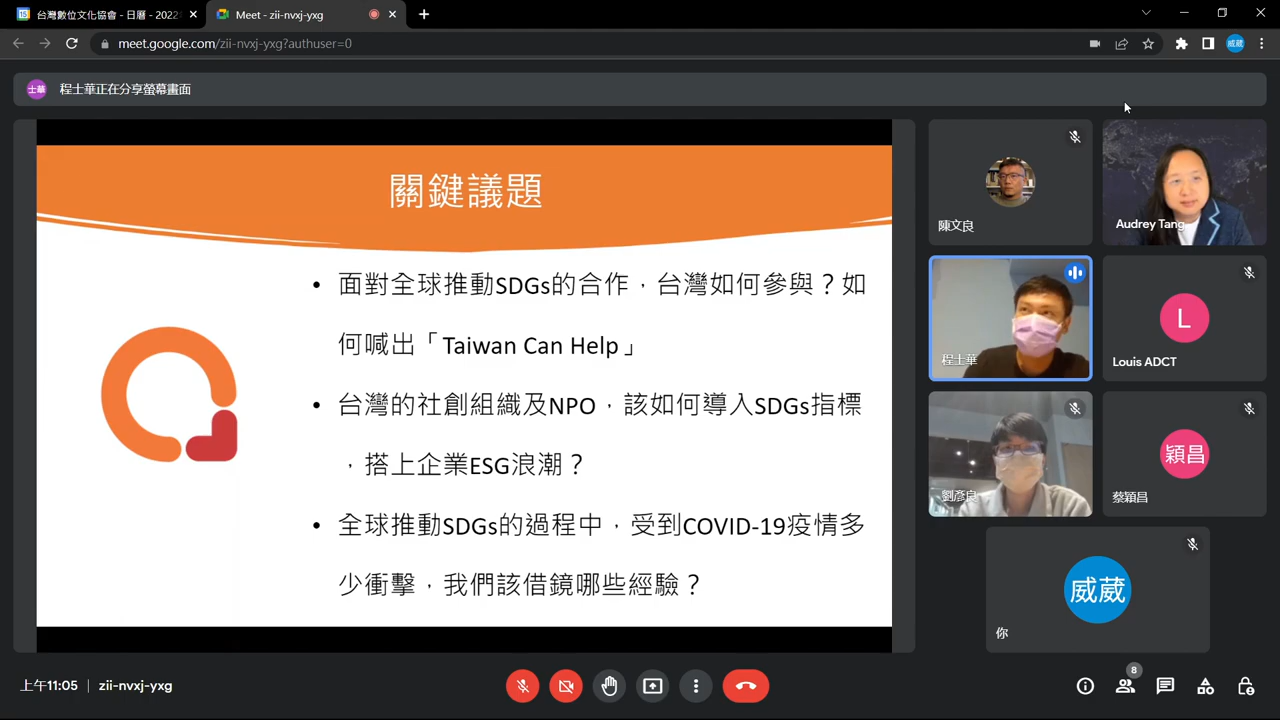 台灣數位文化協會 - 日曆 - 2022
Meet - zii-nvxj-yxg
meet.google.com/zii-nvxj-yxg?authuser=0
威葳
士華
程士華正在分享螢幕畫面
關鍵議題
• 面對全球推動SDGs的合作，台灣如何參與？如
何喊出「Taiwan Can Help」
• 台灣的社創組織及NPO，該如何導入SDGs指標
，搭上企業ESG浪潮？
• 全球推動SDGs的過程中，受到COVID-19疫情多
少衝擊，我們該借鏡哪些經驗？
陳文良
Audrey Tang
程士華
L
Louis ADCT
劉彥良
穎昌
蔡穎昌
威葳
你
上午11:05 | zii-nvxj-yxg
8